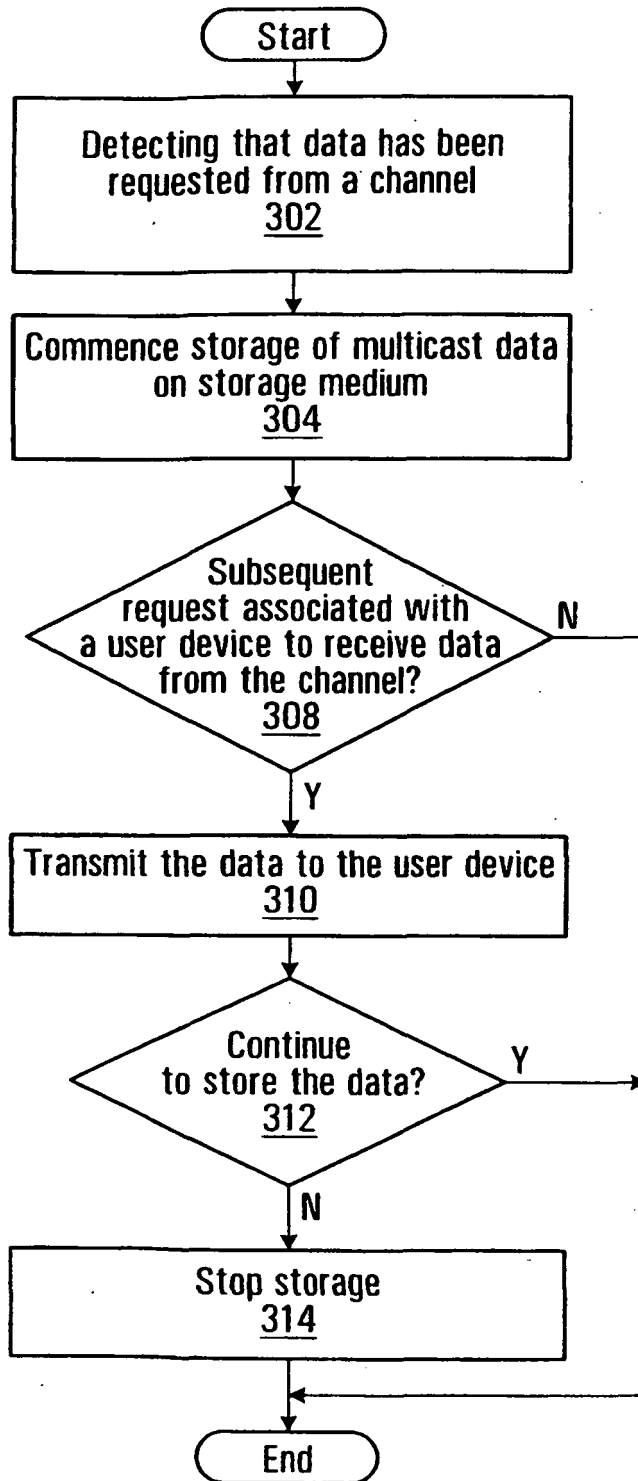 Start
Detecting that data has been
requested from a channel
302
Commence storage of multicast data
on storage medium
304
Subsequent
request associated with
a user device to receive data
from the channel?
308
N
Y
Transmit the data to the user device
310
Continue
to store the data?
312
Y
N
Stop storage
314
End